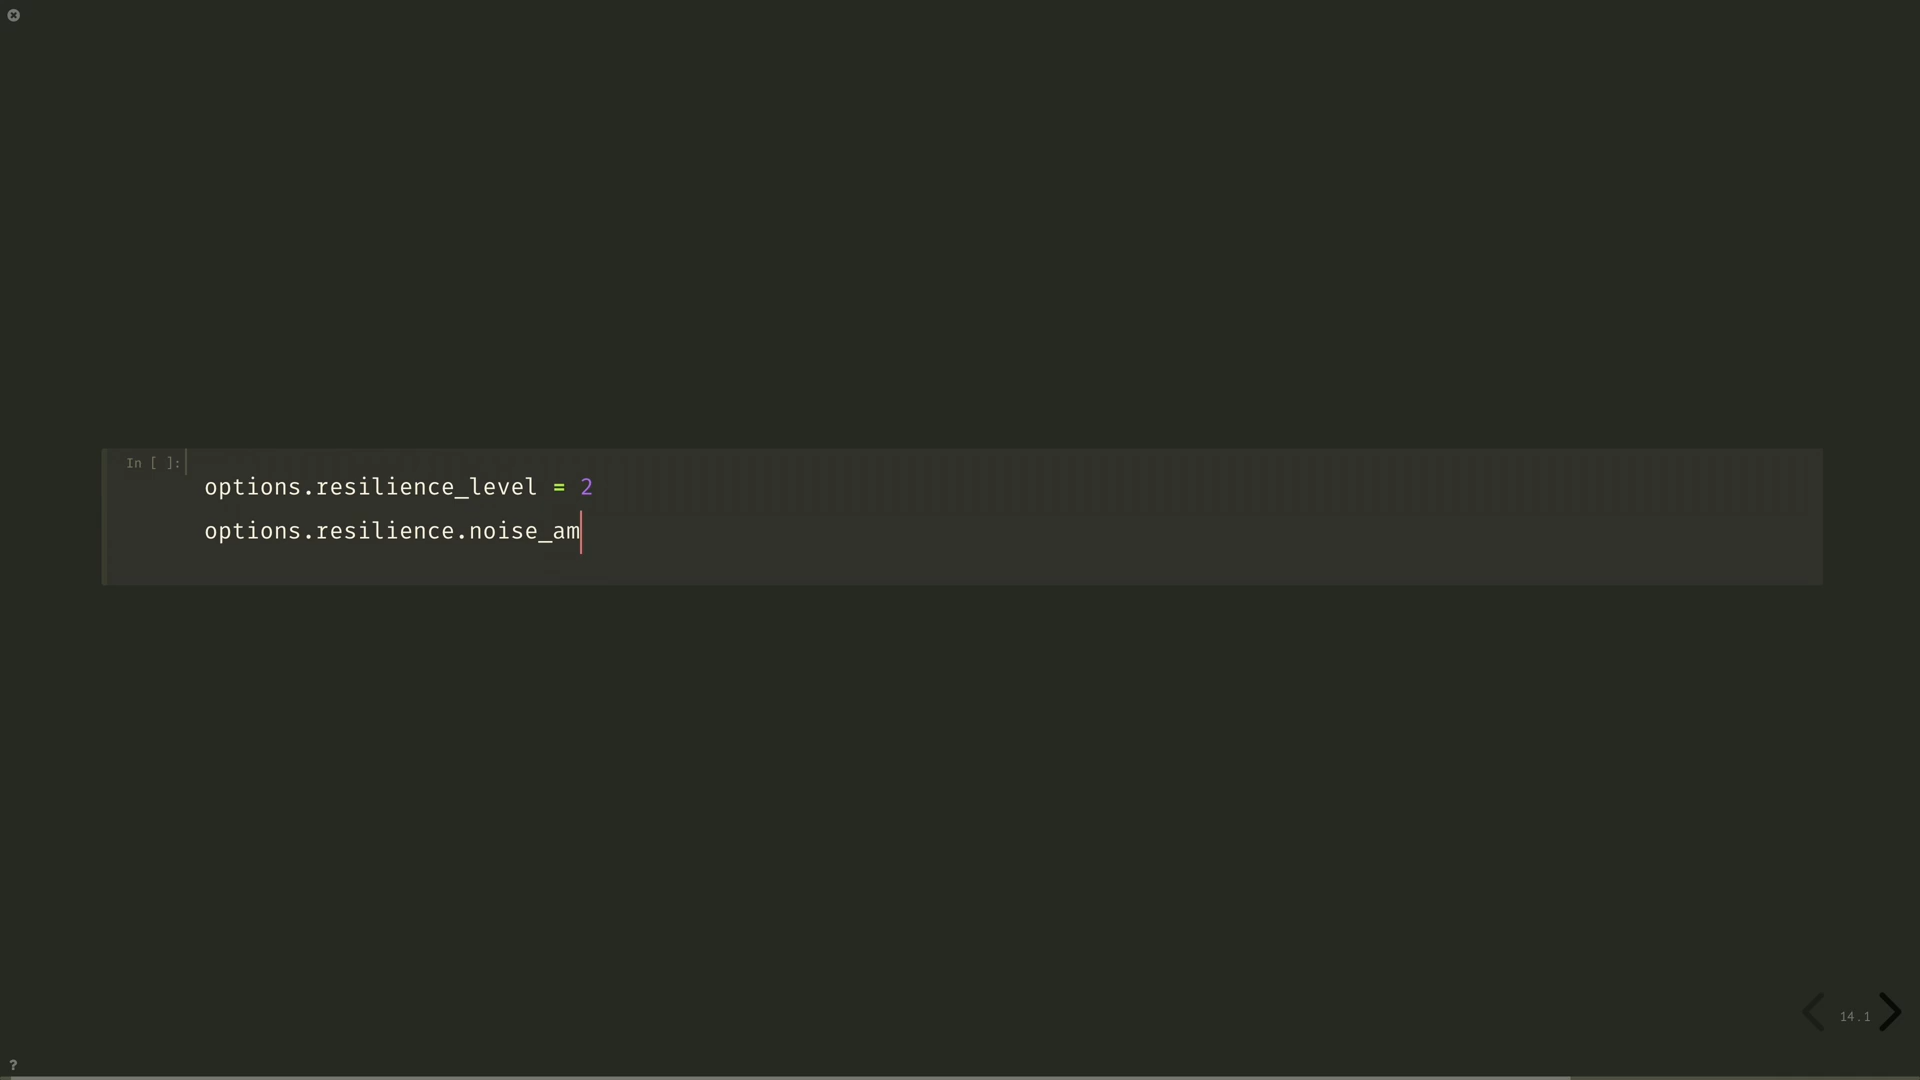 In [ ]:
options.resilience_level = 2
options.resilience.noise_am
14.1
?